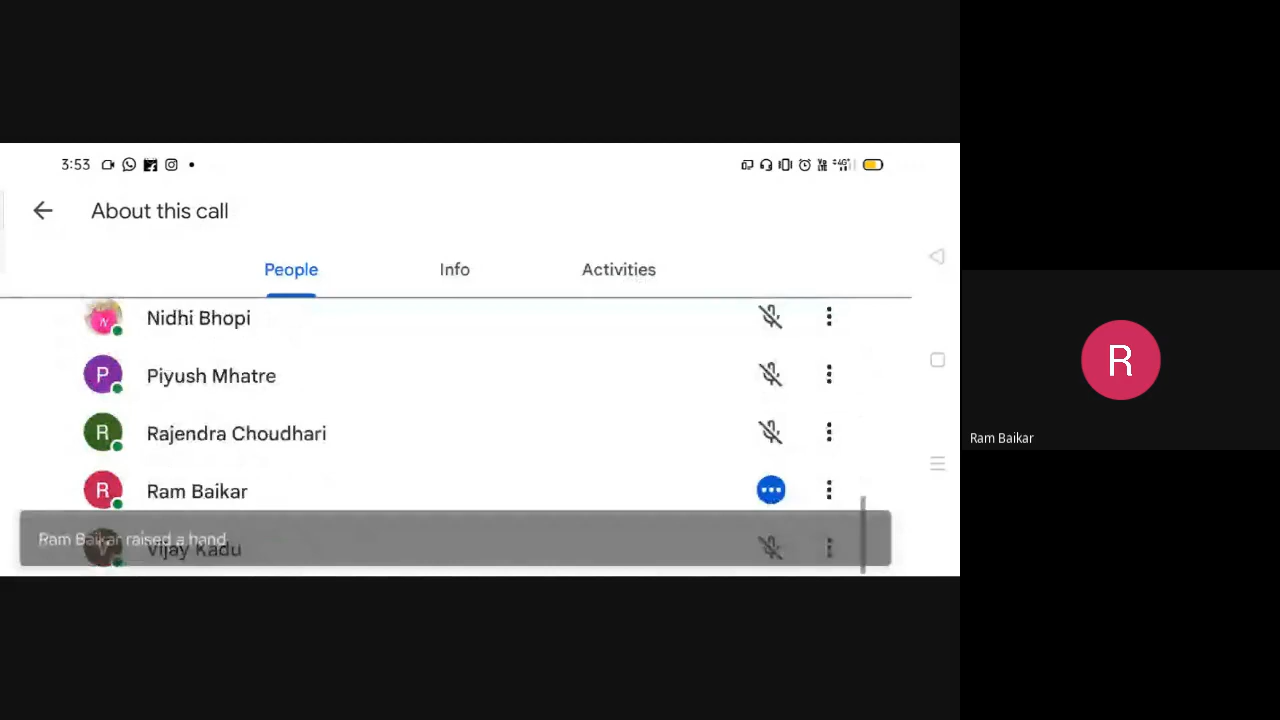 3:53
About this call
People Info Activities
Nidhi Bhopi
P Piyush Mhatre
R Rajendra Choudhari
R Ram Baikar
Ram Baikar raised a hand
V Vijay Kadu
R
Ram Baikar